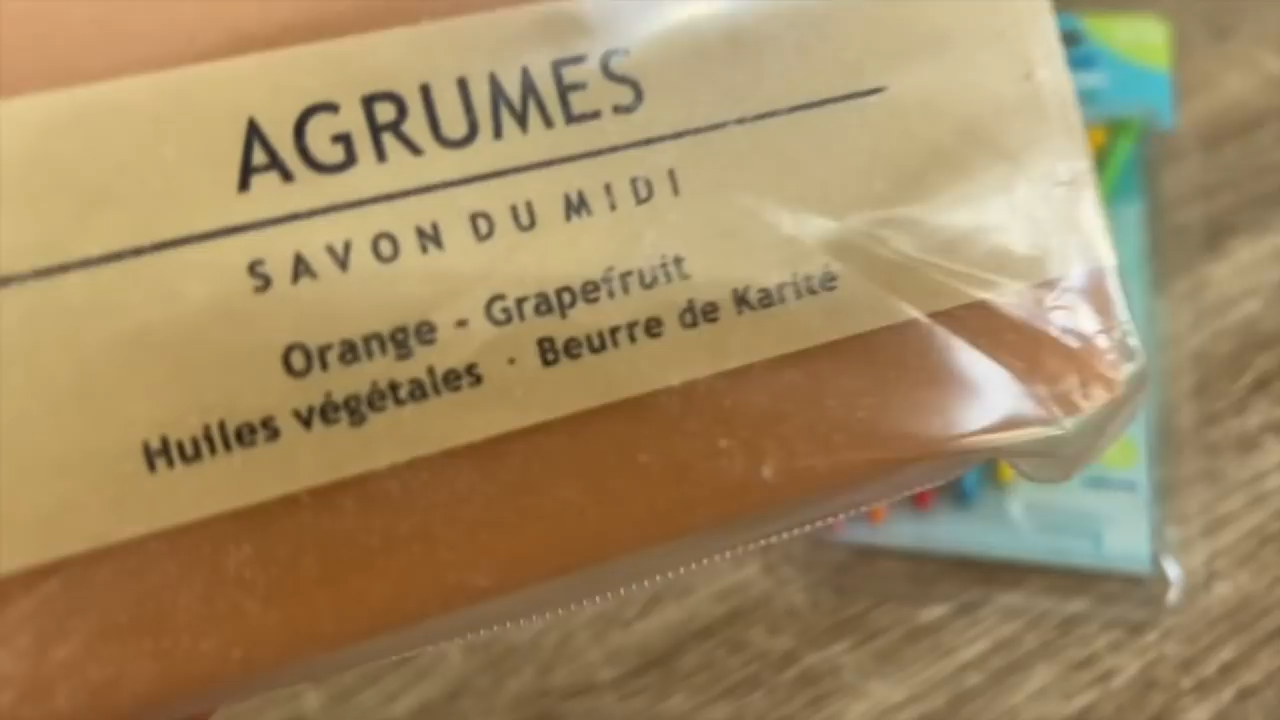 AGRUMES
SAVON DU MIDI
Orange - Grapefruit
Huiles végétales · Beurre de Karité